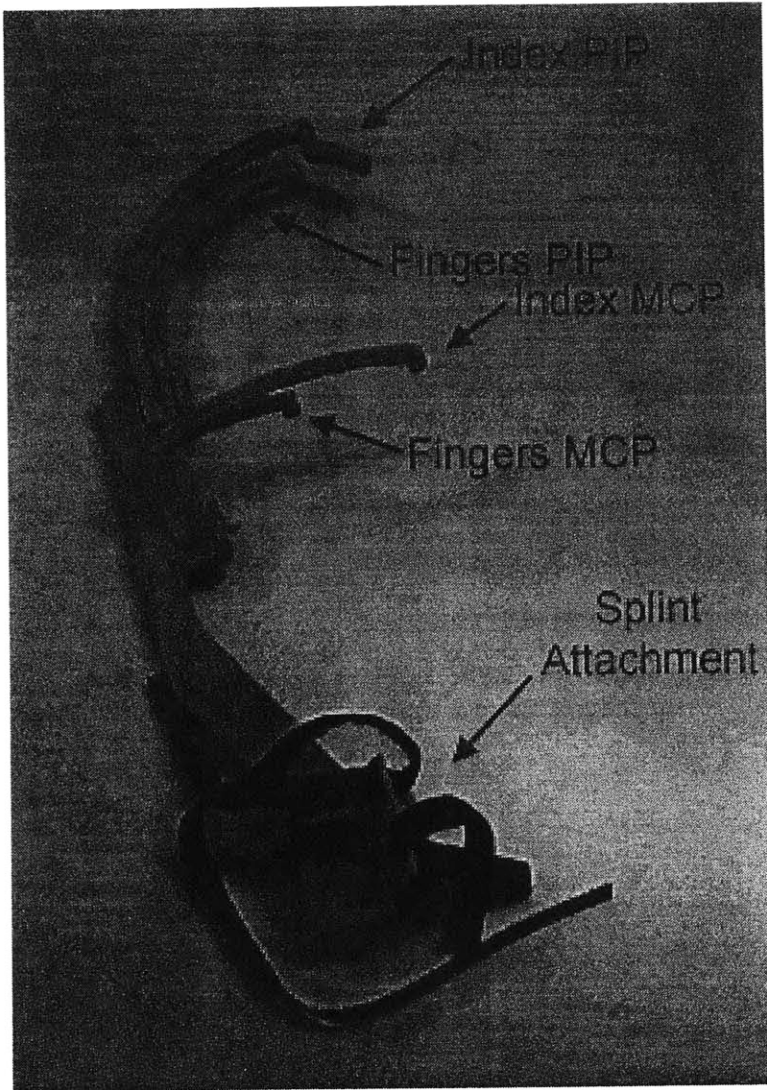 Index PIP
Fingers PIP
Index MCP
Fingers MCP
Splint
Attachment